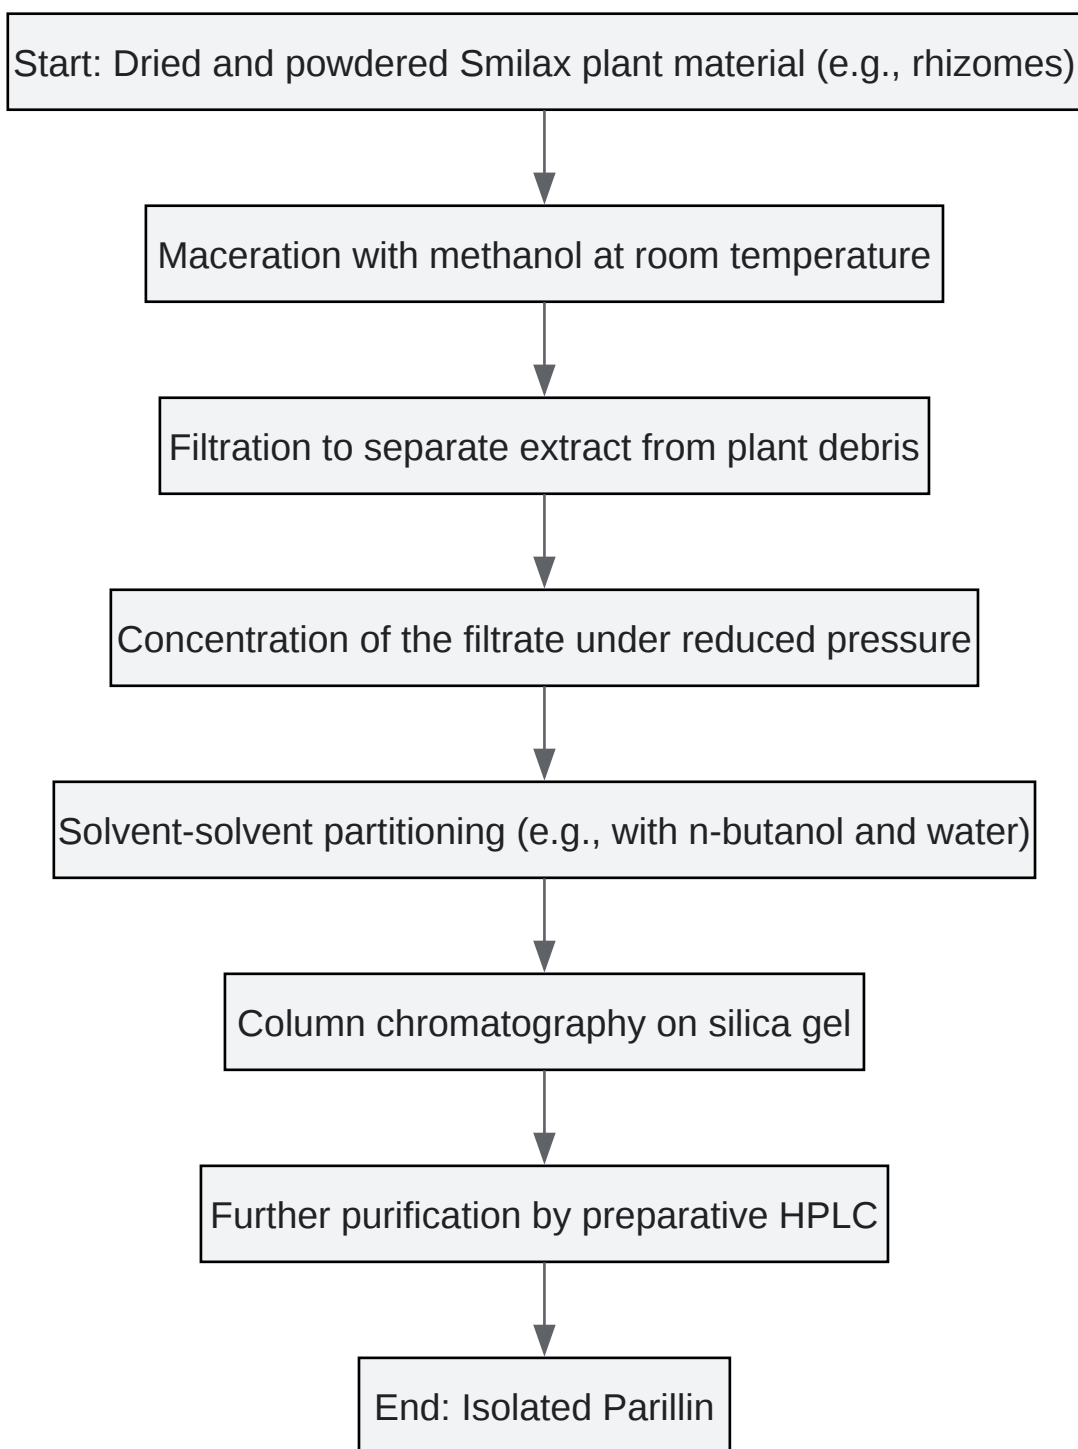 Start: Dried and powdered Smilax plant material (e.g., rhizomes)
Maceration with methanol at room temperature
Filtration to separate extract from plant debris
Concentration of the filtrate under reduced pressure
Solvent-solvent partitioning (e.g., with n-butanol and water)
Column chromatography on silica gel
Further purification by preparative HPLC
End: Isolated Parillin